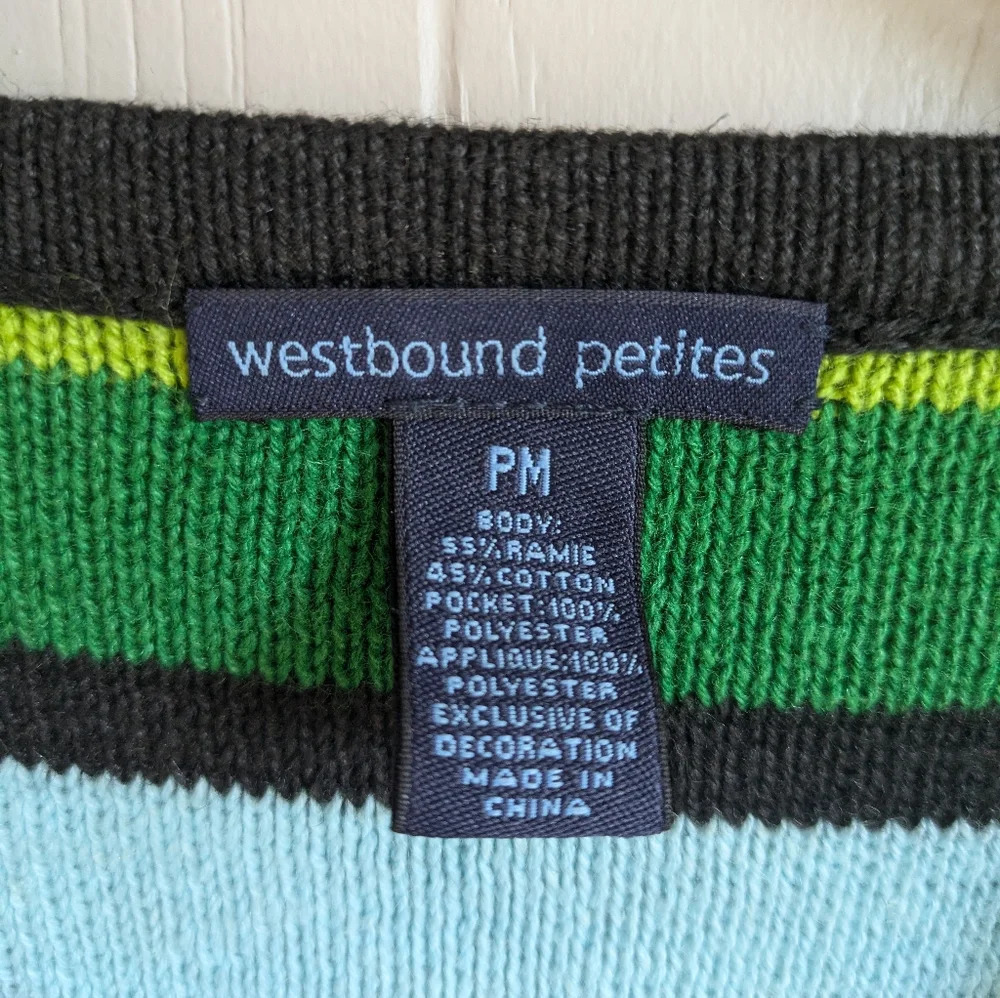 westbound petites
PM
BODY:
55% RAMIE
45% COTTON
POCKET:100%
POLYESTER
APPLIQUE:100%
POLYESTER
EXCLUSIVE OF
DECORATION
MADE IN
CHINA